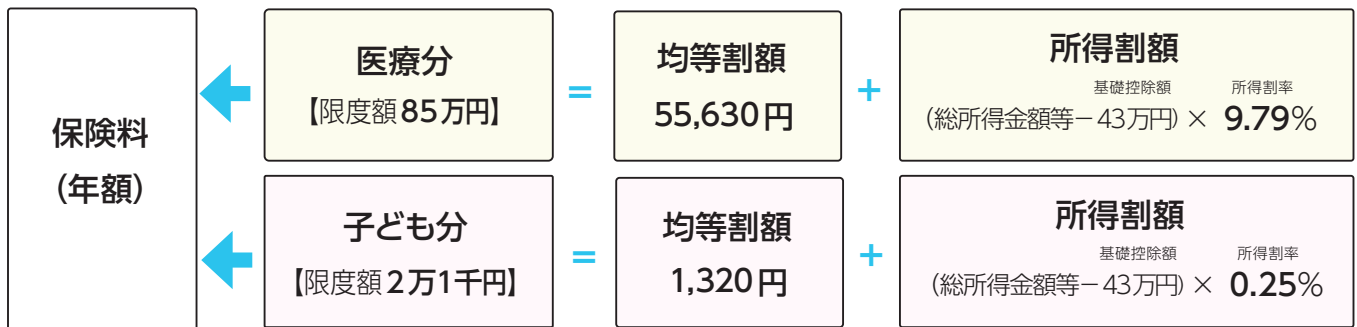 保険料
（年額）
医療分
【限度額85万円】
＝
均等割額
55,630円
＋
所得割額
基礎控除額 所得割率
（総所得金額等－43万円）× 9.79％
子ども分
【限度額2万1千円】
＝
均等割額
1,320円
＋
所得割額
基礎控除額 所得割率
（総所得金額等－43万円）× 0.25％